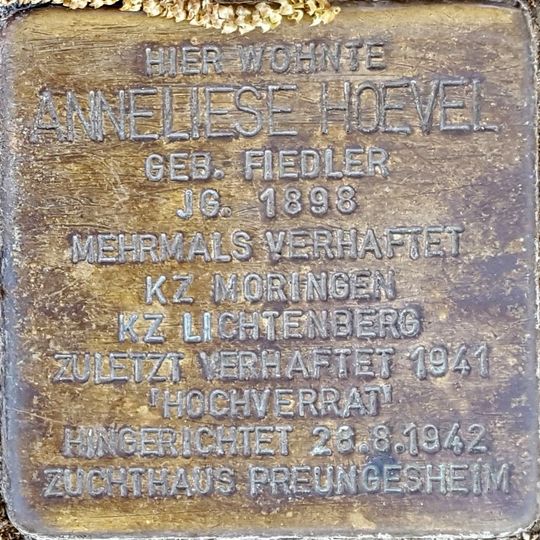 HIER WOHNTE
ANNELIESE HOEVEL
GEB. FIEDLER
JG. 1898
MEHRMALS VERHAFTET
KZ MORINGEN
KZ LICHTENBERG
ZULETZT VERHAFTET 1941
'HOCHVERRAT'
HINGERICHTET 28.8.1942
ZUCHTHAUS PREUNGESHEIM